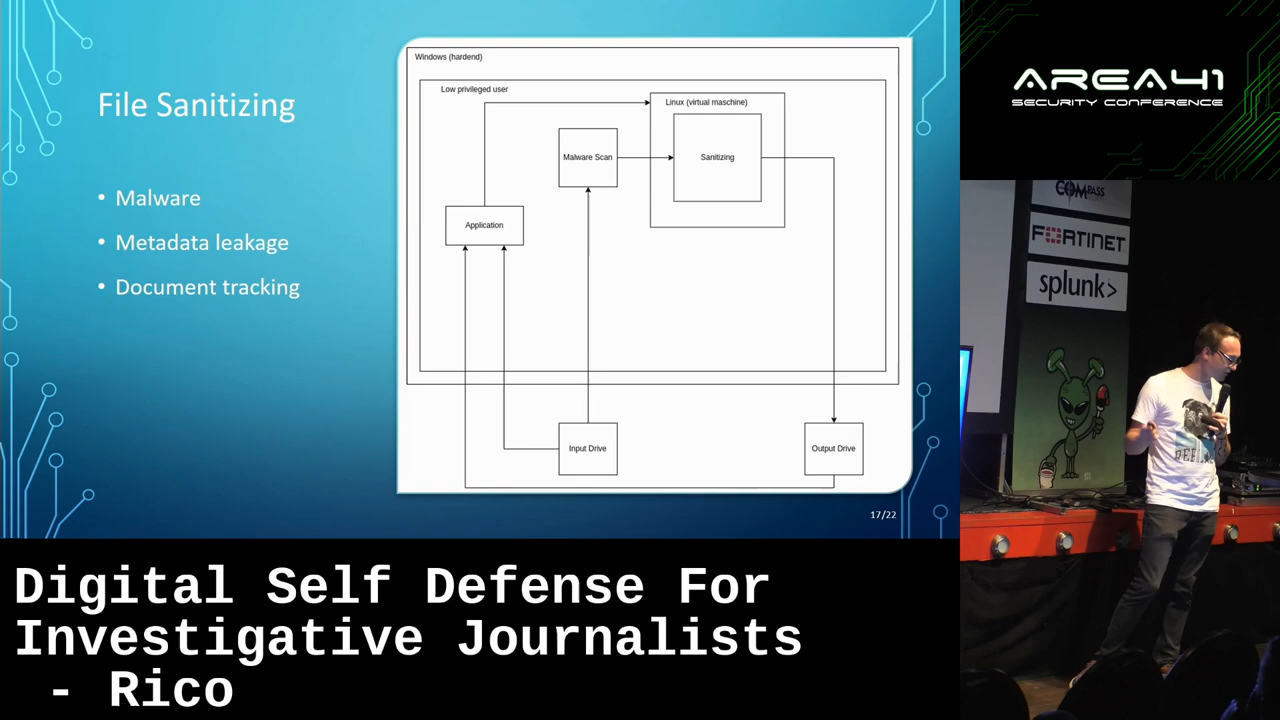 File Sanitizing
• Malware
• Metadata leakage
• Document tracking
Windows (hardend)
Low privileged user
Linux (virtual maschine)
Malware Scan
Sanitizing
Application
Input Drive
Output Drive
17/22
AREA41
SECURITY CONFERENCE
COMPASS
FORTINET
splunk>
Digital Self Defense For
Investigative Journalists
- Rico